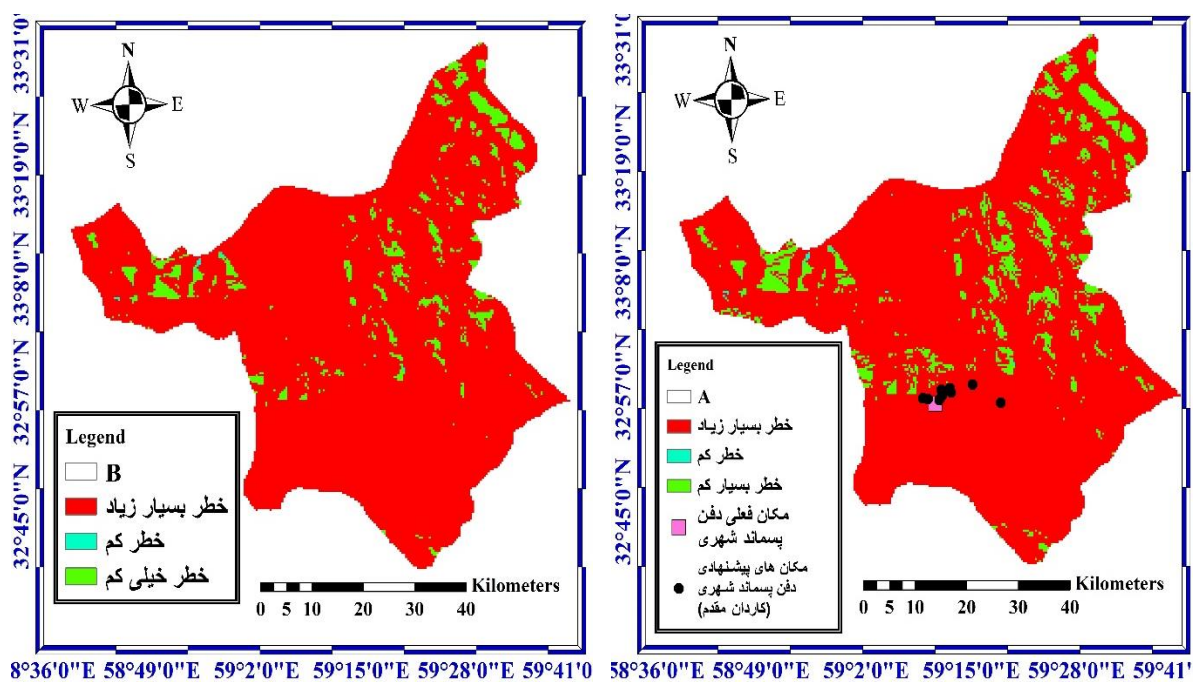 N
W E
S
33°31'0"
33°19'0"N
33°8'0"N
32°57'0"N
32°45'0"N
Legend
B
خطر بسیار زیاد
خطر کم
خطر خیلی کم
Kilometers
0 5 10 20 30 40
8°36'0"E 58°49'0"E 59°2'0"E 59°15'0"E 59°28'0"E 59°41'0
N
W E
S
33°31'0"
33°19'0"N
33°8'0"N
32°57'0"N
32°45'0"N
Legend
A
خطر بسیار زیاد
خطر کم
خطر بسیار کم
مکان فعلی دفن
پسماند شهری
مکان های پیشنهادی
دفن پسماند شهری
(کاردان مقدم)
Kilometers
0 5 10 20 30 40
58°36'0"E 58°48'0"E 59°2'0"E 59°15'0"E 59°28'0"E 59°41'0